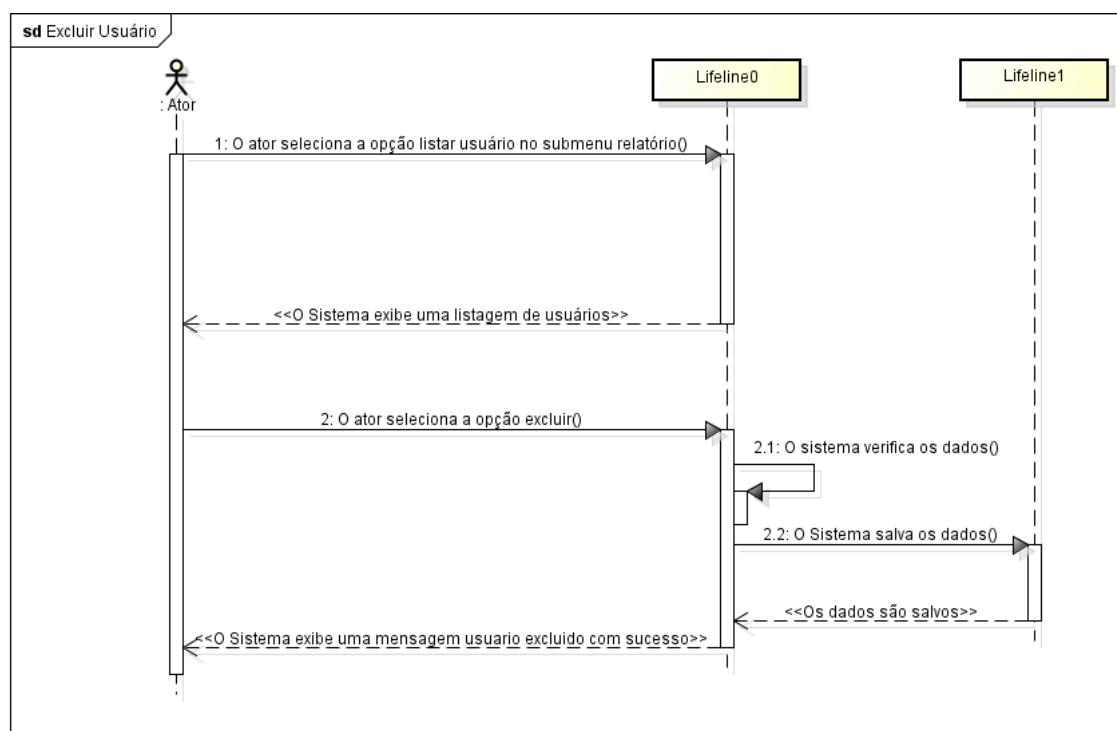 sd Excluir Usuário
: Ator
Lifeline0
Lifeline1
1: O ator seleciona a opção listar usuário no submenu relatório()
<<O Sistema exibe uma listagem de usuários>>
2: O ator seleciona a opção excluir()
2.1: O sistema verifica os dados()
2.2: O Sistema salva os dados()
<<Os dados são salvos>>
<<O Sistema exibe uma mensagem usuario excluido com sucesso>>